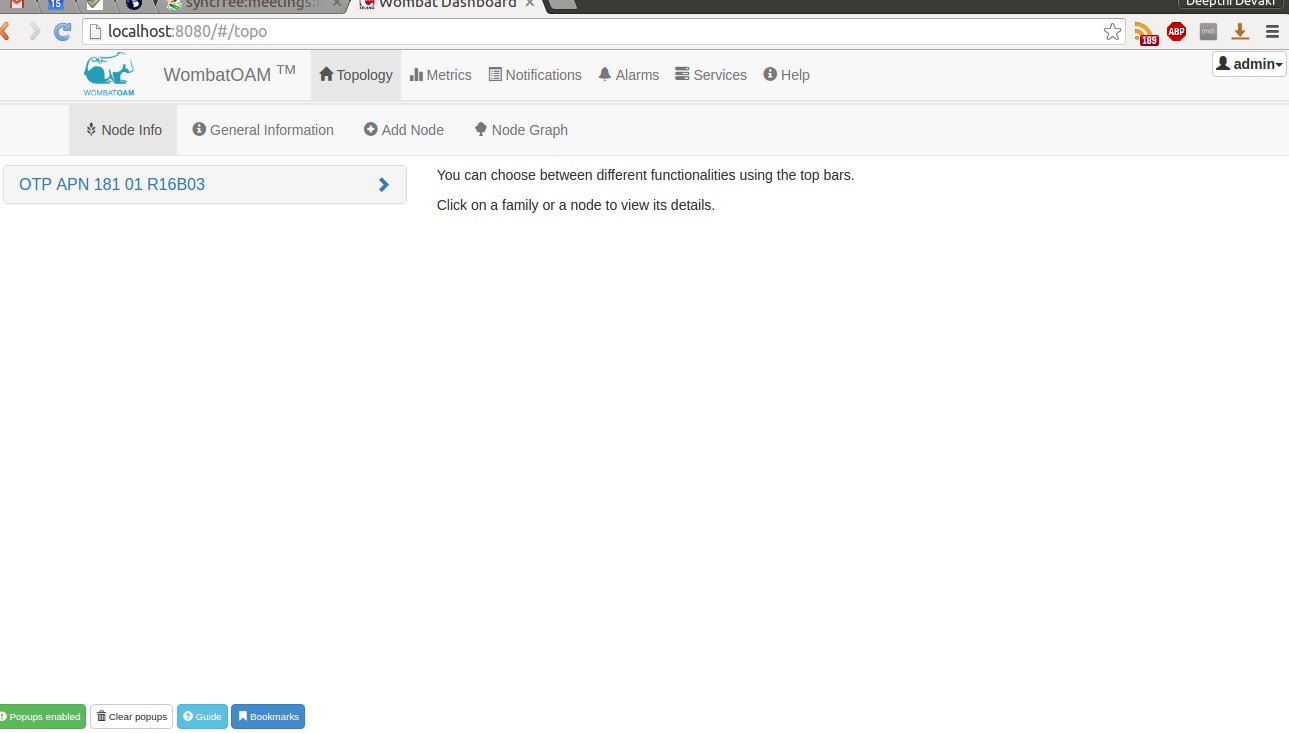 15 syncfree:meetings: Wombat Dashboard Deepthi Devaki
localhost:8080/#/topo 189 ABP (md)
WOMBATOAM WombatOAM TM Topology Metrics Notifications Alarms Services Help admin
Node Info General Information Add Node Node Graph
OTP APN 181 01 R16B03
You can choose between different functionalities using the top bars.
Click on a family or a node to view its details.
Popups enabled Clear popups Guide Bookmarks